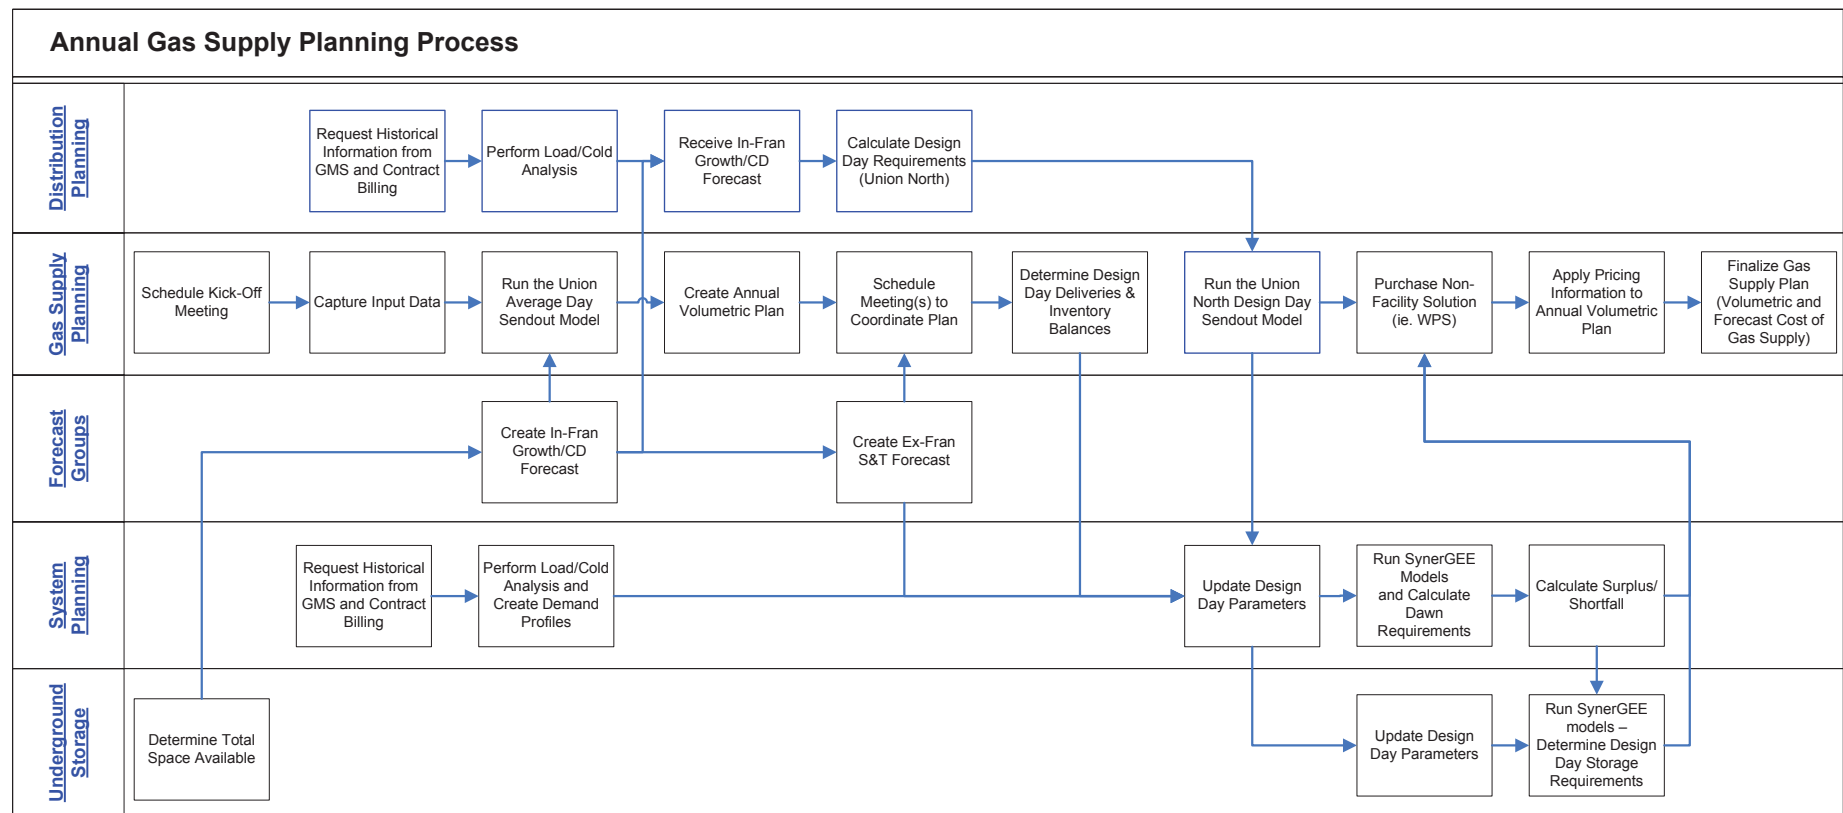 Annual Gas Supply Planning Process
Distribution
Planning
Request Historical
Information from
GMS and Contract
Billing
Perform Load/Cold
Analysis
Receive In-Fran
Growth/CD
Forecast
Calculate Design
Day Requirements
(Union North)
Gas Supply
Planning
Schedule Kick-Off
Meeting
Capture Input Data
Run the Union
Average Day
Sendout Model
Create Annual
Volumetric Plan
Schedule
Meeting(s) to
Coordinate Plan
Determine Design
Day Deliveries &
Inventory
Balances
Run the Union
North Design Day
Sendout Model
Purchase Non-
Facility Solution
(ie. WPS)
Apply Pricing
Information to
Annual Volumetric
Plan
Finalize Gas
Supply Plan
(Volumetric and
Forecast Cost of
Gas Supply)
Forecast
Groups
Create In-Fran
Growth/CD
Forecast
Create Ex-Fran
S&T Forecast
System
Planning
Request Historical
Information from
GMS and Contract
Billing
Perform Load/Cold
Analysis and
Create Demand
Profiles
Update Design
Day Parameters
Run SynerGEE
Models
and Calculate
Dawn
Requirements
Calculate Surplus/
Shortfall
Underground
Storage
Determine Total
Space Available
Update Design
Day Parameters
Run SynerGEE
models –
Determine Design
Day Storage
Requirements